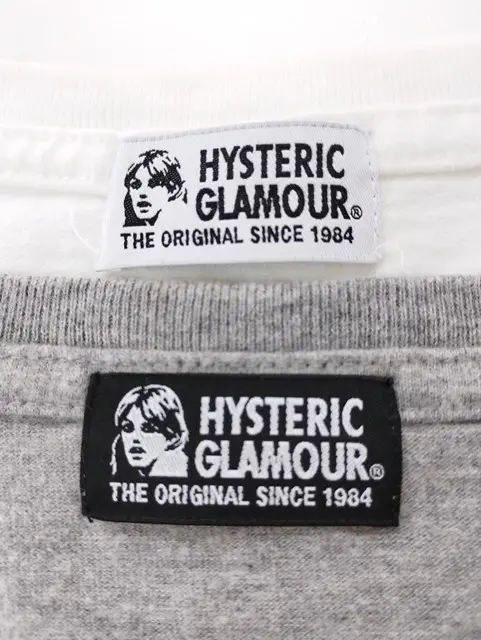 HYSTERIC
GLAMOUR®
THE ORIGINAL SINCE 1984
HYSTERIC
GLAMOUR®
THE ORIGINAL SINCE 1984